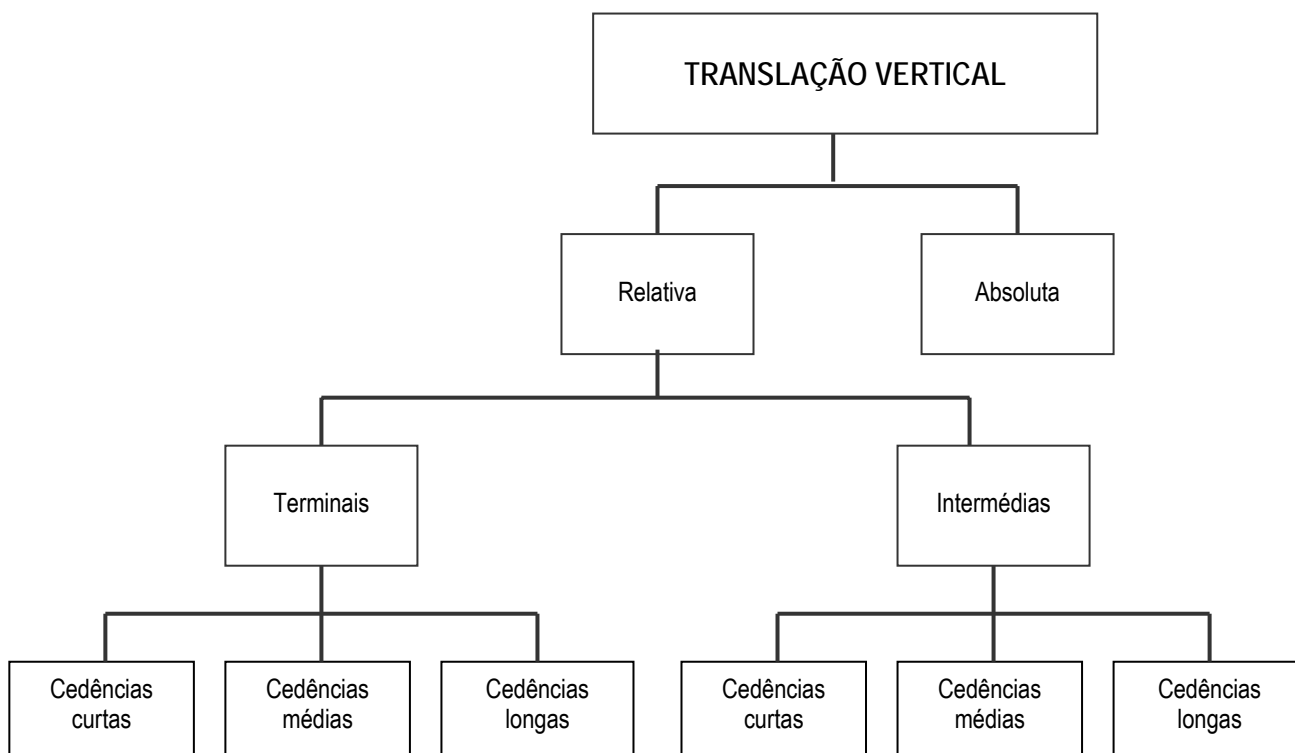 TRANSLAÇÃO VERTICAL
Relativa
Absoluta
Terminais
Intermédias
Cedências
curtas
Cedências
médias
Cedências
longas
Cedências
curtas
Cedências
médias
Cedências
longas